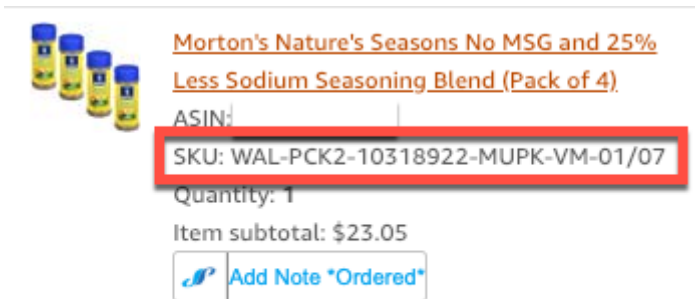 Morton's Nature's Seasons No MSG and 25%
Less Sodium Seasoning Blend (Pack of 4)
ASIN:
SKU: WAL-PCK2-10318922-MUPK-VM-01/07
Quantity: 1
Item subtotal: $23.05
Add Note *Ordered*